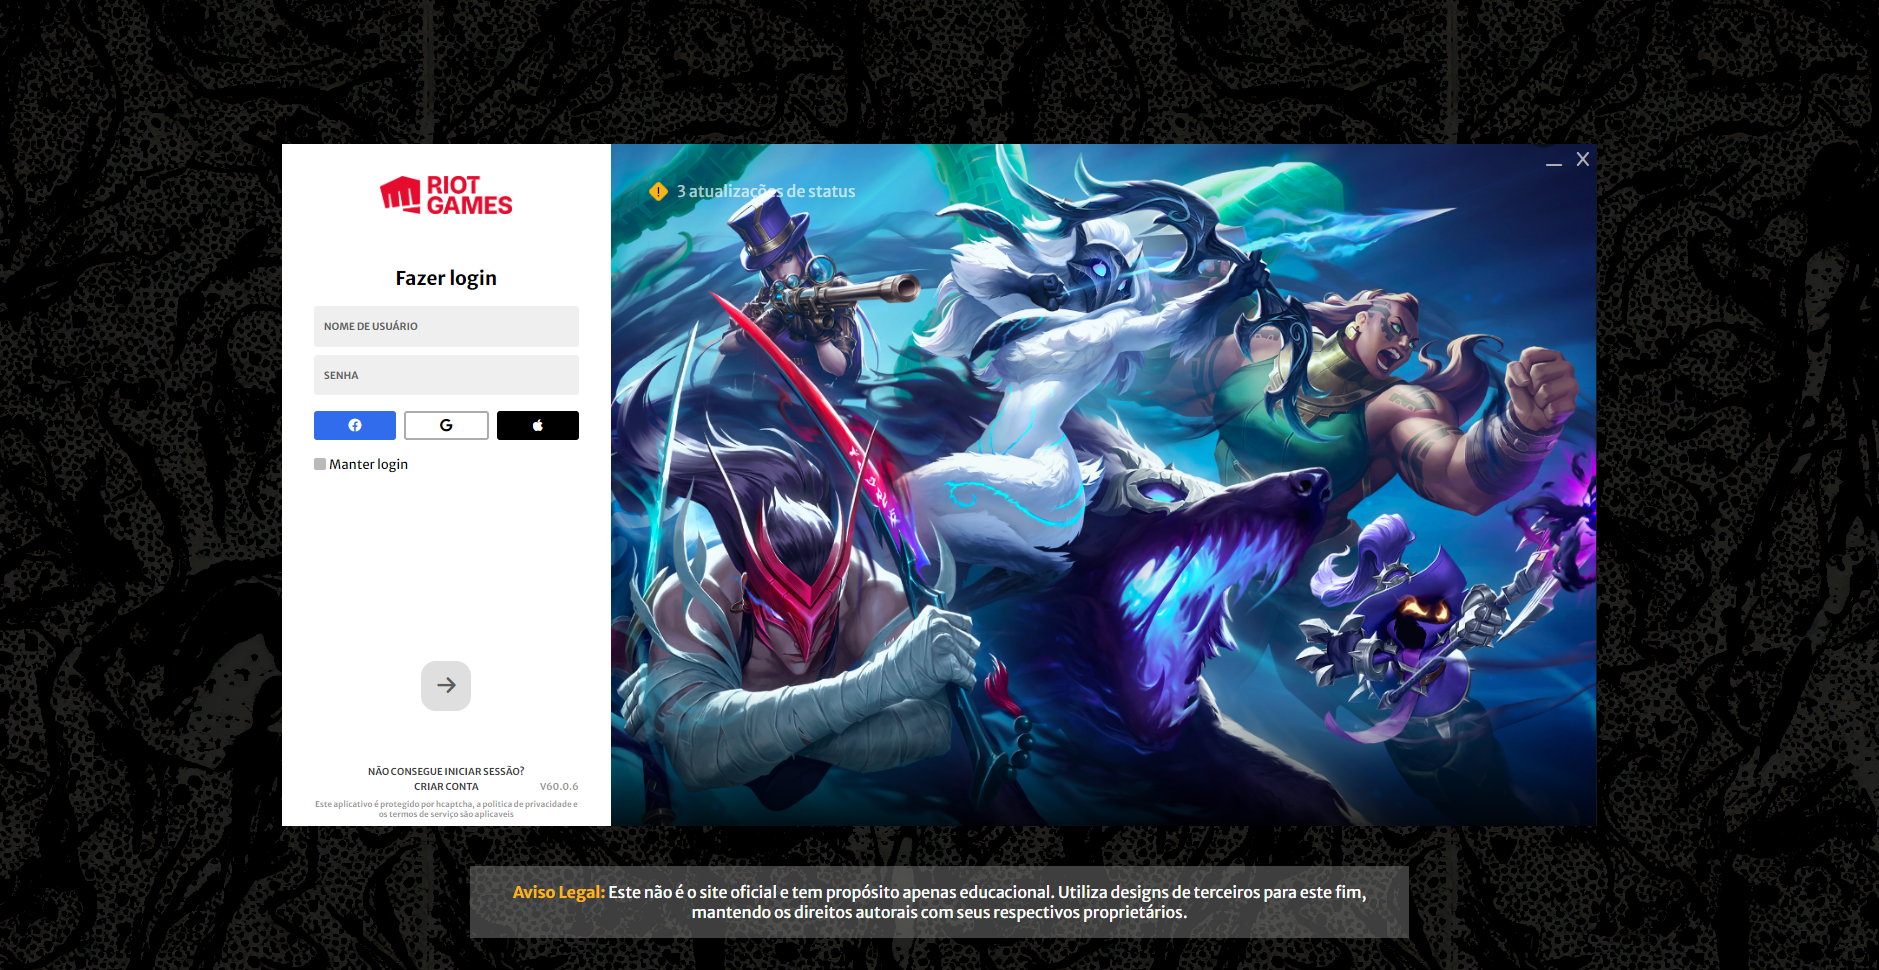 RIOT
GAMES
Fazer login
NOME DE USUÁRIO
SENHA
Manter login
NÃO CONSEGUE INICIAR SESSÃO?
CRIAR CONTA
V60.0.6
Este aplicativo é protegido por hcaptcha, a politica de privacidade e
os termos de serviço são aplicaveis
3 atualizações de status
Aviso Legal: Este não é o site oficial e tem propósito apenas educacional. Utiliza designs de terceiros para este fim,
mantendo os direitos autorais com seus respectivos proprietários.